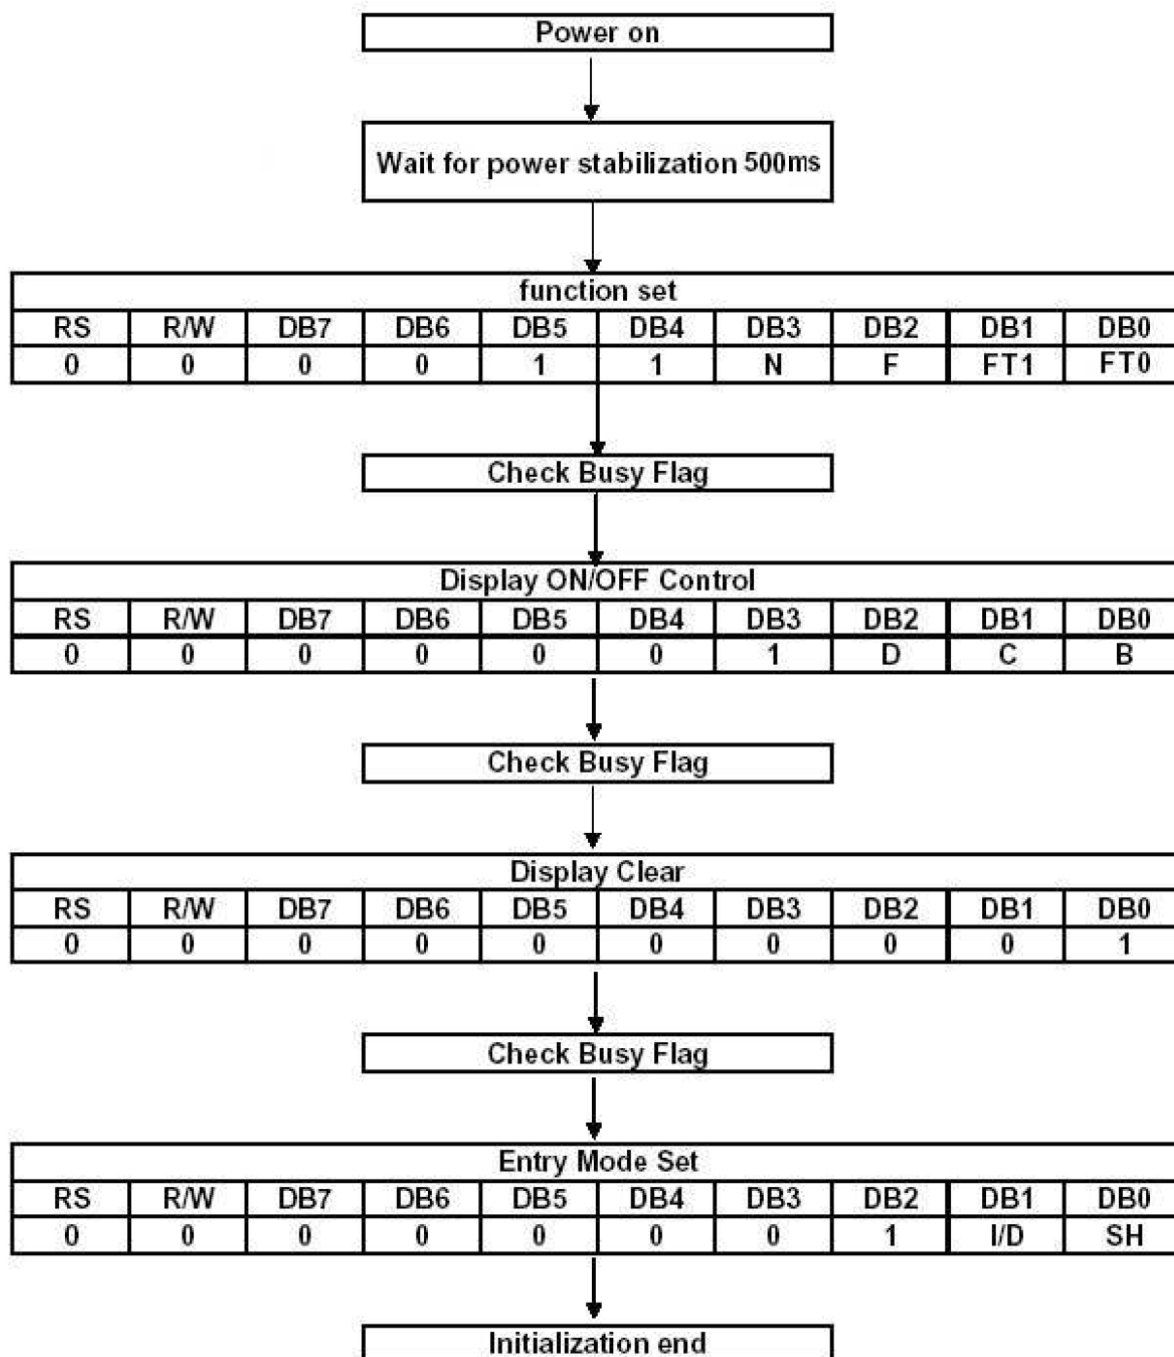 Power on
Wait for power stabilization 500ms
function set
RS R/W DB7 DB6 DB5 DB4 DB3 DB2 DB1 DB0
0 0 0 0 1 1 N F FT1 FT0
Check Busy Flag
Display ON/OFF Control
RS R/W DB7 DB6 DB5 DB4 DB3 DB2 DB1 DB0
0 0 0 0 0 0 1 D C B
Check Busy Flag
Display Clear
RS R/W DB7 DB6 DB5 DB4 DB3 DB2 DB1 DB0
0 0 0 0 0 0 0 0 0 1
Check Busy Flag
Entry Mode Set
RS R/W DB7 DB6 DB5 DB4 DB3 DB2 DB1 DB0
0 0 0 0 0 0 0 1 I/D SH
Initialization end